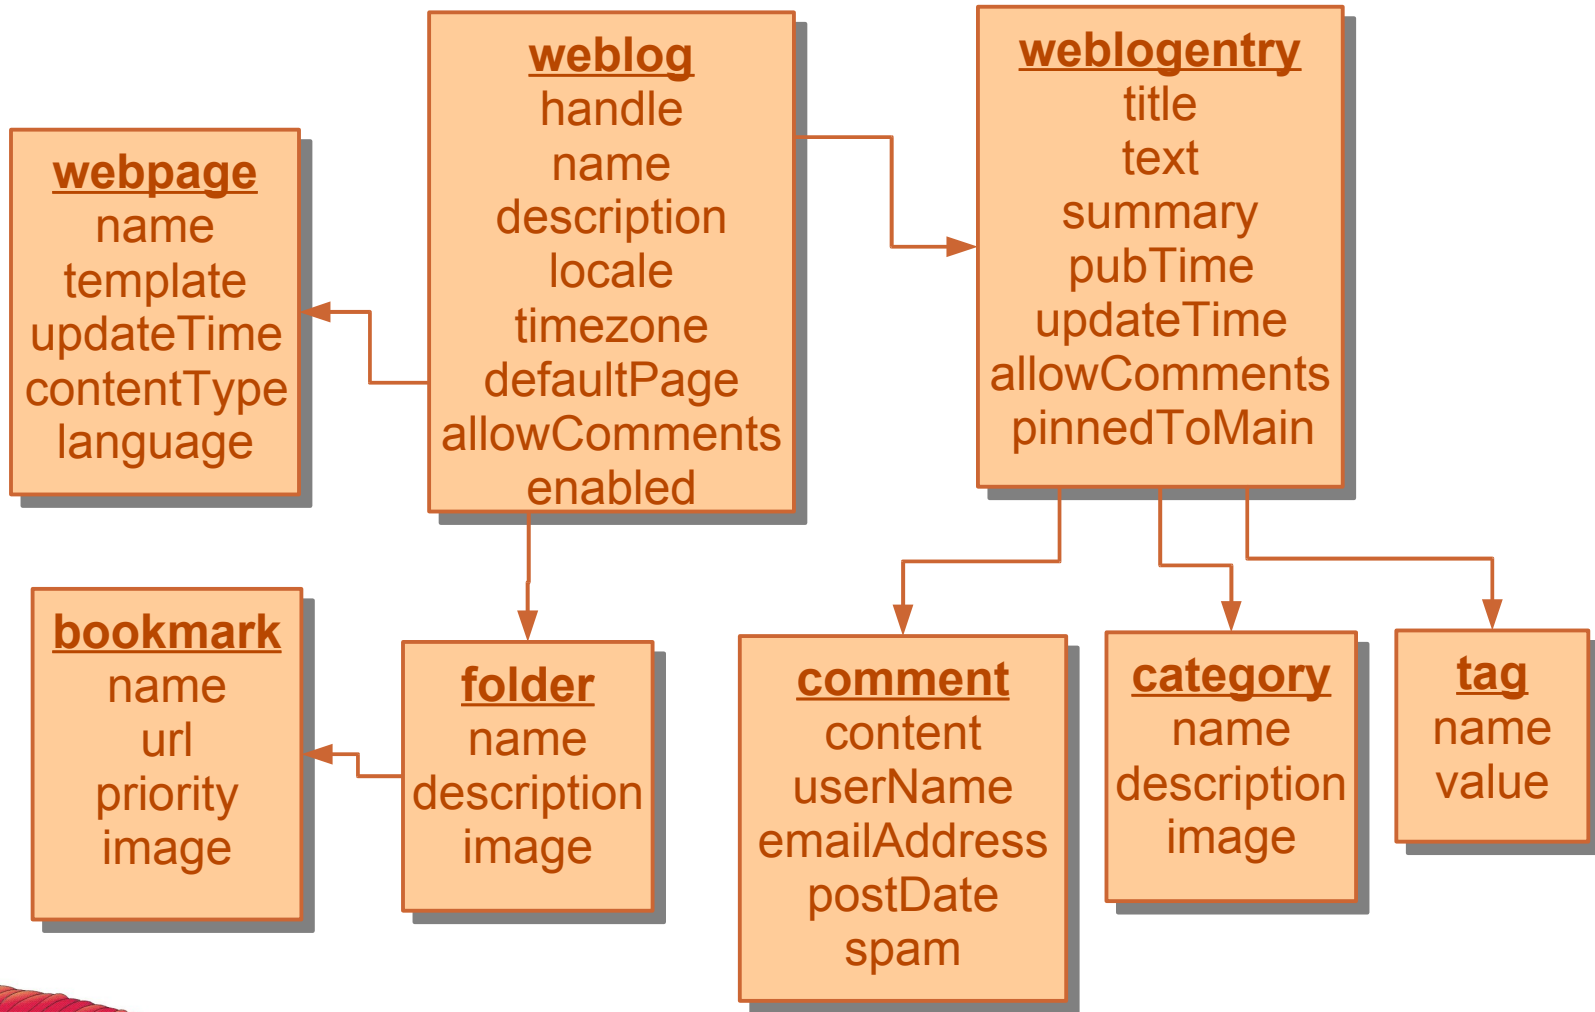 weblog
handle
name
description
locale
timezone
defaultPage
allowComments
enabled
weblogentry
title
text
summary
pubTime
updateTime
allowComments
pinnedToMain
webpage
name
template
updateTime
contentType
language
bookmark
name
url
priority
image
folder
name
description
image
comment
content
userName
emailAddress
postDate
spam
category
name
description
image
tag
name
value